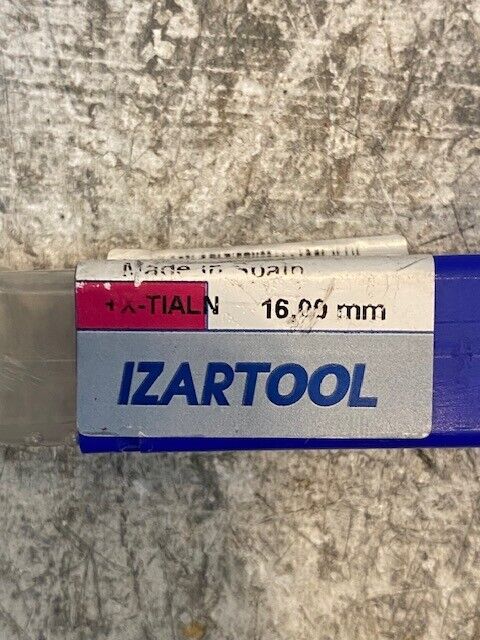 Made in Spain
+X-TIALN 16,00 mm
IZARTOOL